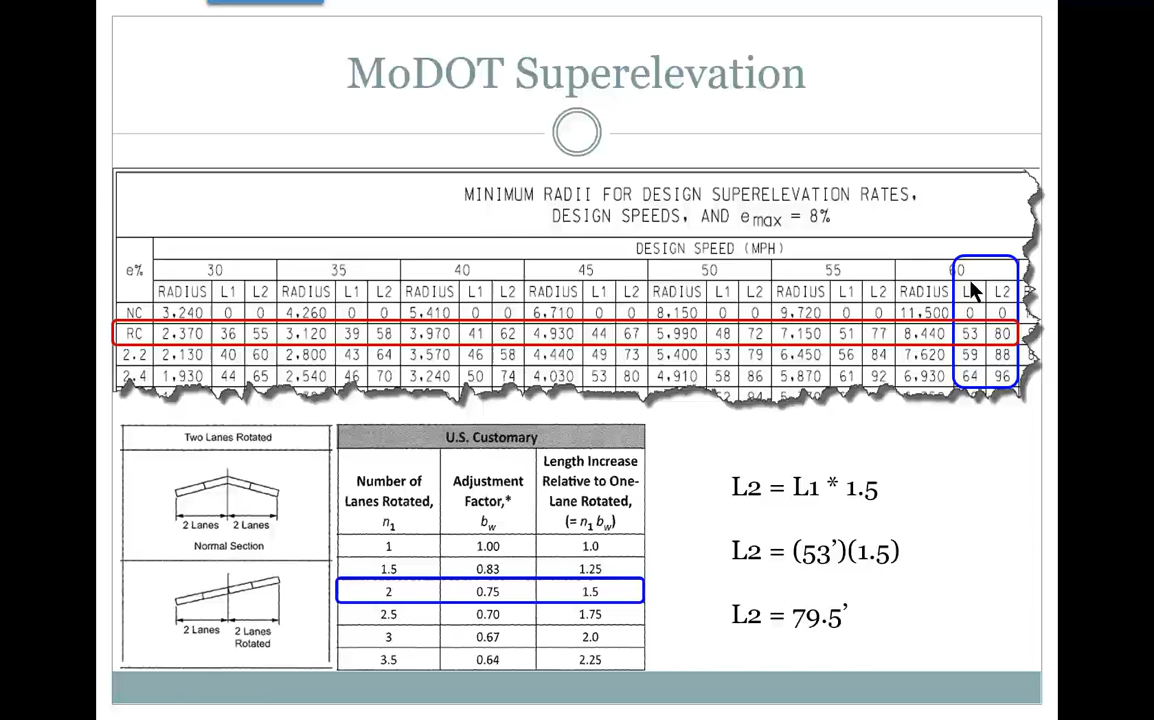 MoDOT Superelevation
MINIMUM RADII FOR DESIGN SUPERELEVATION RATES,
DESIGN SPEEDS, AND emax = 8%
DESIGN SPEED (MPH)
e% 30 35 40 45 50 55 60
RADIUS L1 L2 RADIUS L1 L2 RADIUS L1 L2 RADIUS L1 L2 RADIUS L1 L2 RADIUS L1 L2 RADIUS L2
NC 3,240 0 0 4,260 0 0 5,410 0 0 6,710 0 0 8,150 0 0 9,720 0 0 11,500 0 0
RC 2,370 36 55 3,120 39 58 3,970 41 62 4,930 44 67 5,990 48 72 7,150 51 77 8,440 53 80
2.2 2,130 40 60 2,800 43 64 3,570 46 58 4,440 49 73 5,400 53 79 6,450 56 84 7,620 59 88
2.4 1,930 44 65 2,540 46 70 3,240 50 74 4,030 53 80 4,910 58 86 5,870 61 92 6,930 64 96
Two Lanes Rotated
2 Lanes 2 Lanes
Normal Section
2 Lanes 2 Lanes
Rotated
U.S. Customary
Number of
Lanes Rotated,
n1
Adjustment
Factor,*
bw
Length Increase
Relative to One-
Lane Rotated,
(= n1 bw)
1 1.00 1.0
1.5 0.83 1.25
2 0.75 1.5
2.5 0.70 1.75
3 0.67 2.0
3.5 0.64 2.25
L2 = L1 * 1.5
L2 = (53’)(1.5)
L2 = 79.5’